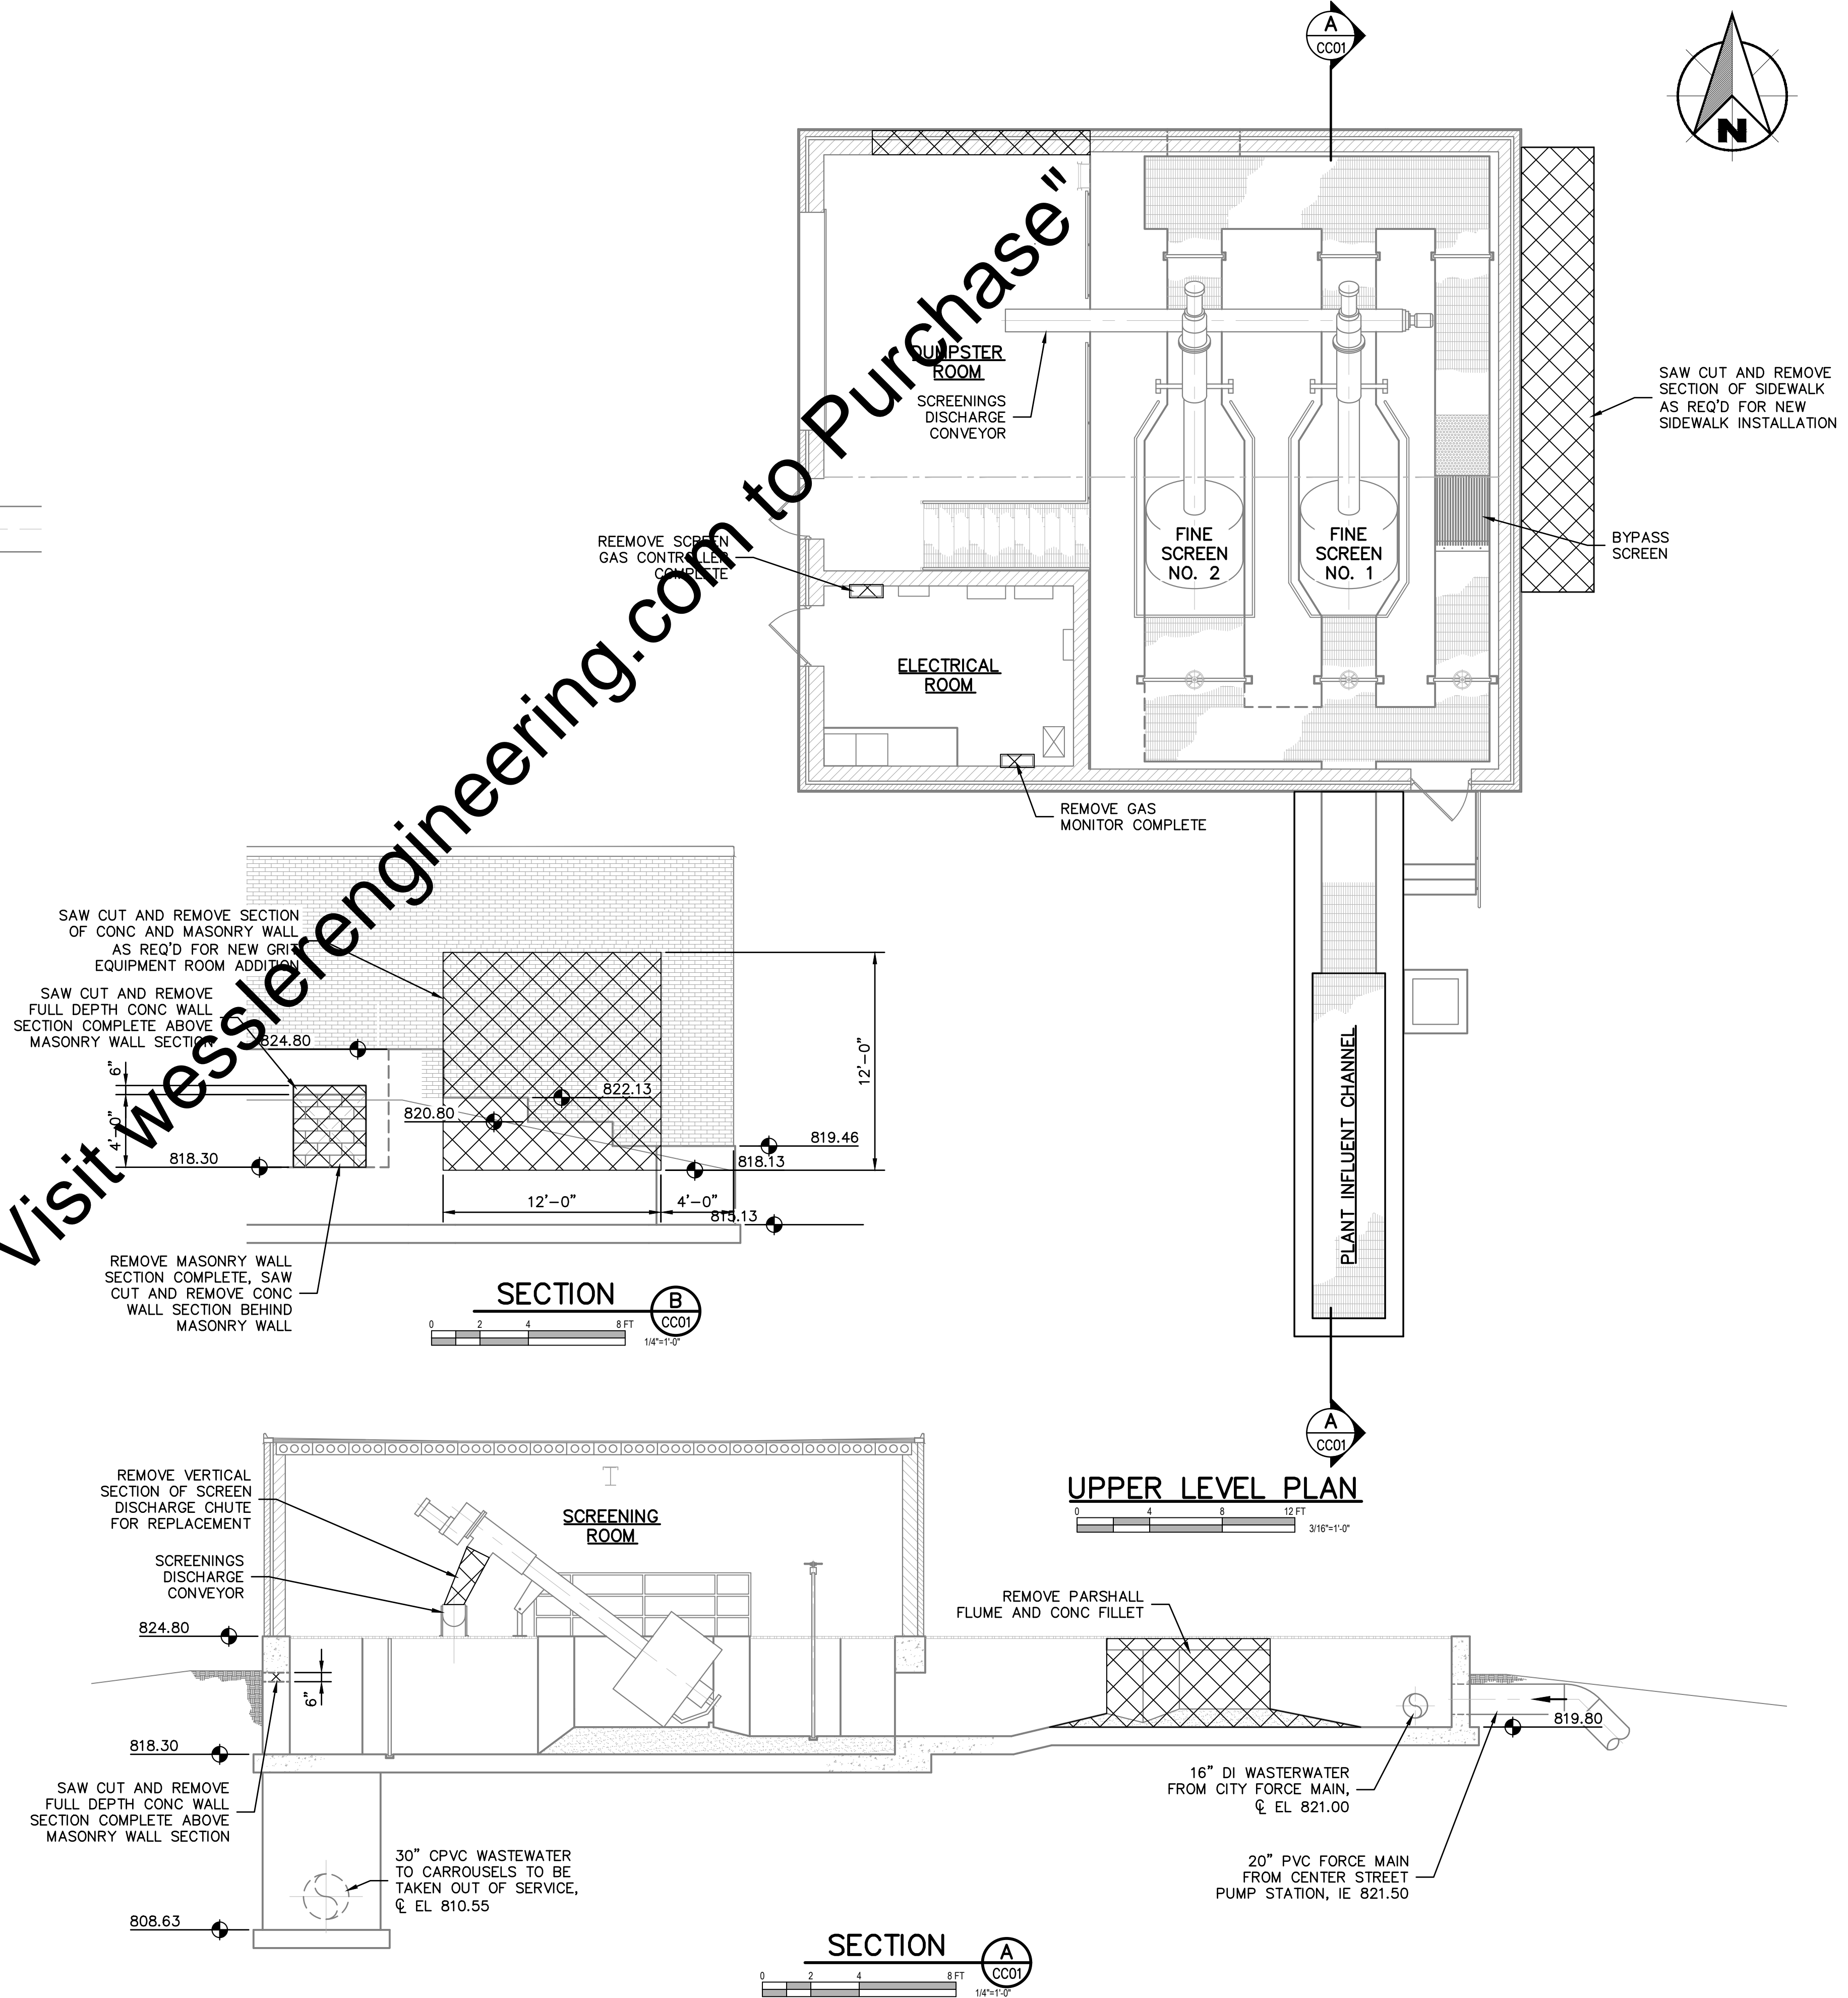 A
CC01
N
DUMPSTER
ROOM
SCREENINGS
DISCHARGE
CONVEYOR
SAW CUT AND REMOVE
SECTION OF SIDEWALK
AS REQ'D FOR NEW
SIDEWALK INSTALLATION
REEMOVE SCREEN
GAS CONTROLLER
COMPLETE
FINE
SCREEN
NO. 2
FINE
SCREEN
NO. 1
BYPASS
SCREEN
ELECTRICAL
ROOM
REMOVE GAS
MONITOR COMPLETE
PLANT INFLUENT CHANNEL
A
CC01
UPPER LEVEL PLAN
0 4 8 12 FT
3/16"=1'-0"
Visit wesslerengineering.com to Purchase"
SAW CUT AND REMOVE SECTION
OF CONC AND MASONRY WALL
AS REQ'D FOR NEW GRIT
EQUIPMENT ROOM ADDITION
SAW CUT AND REMOVE
FULL DEPTH CONC WALL
SECTION COMPLETE ABOVE
MASONRY WALL SECTION
824.80
6"
4'-0"
818.30
820.80
822.13
819.46
818.13
815.13
12'-0"
12'-0"
4'-0"
REMOVE MASONRY WALL
SECTION COMPLETE, SAW
CUT AND REMOVE CONC
WALL SECTION BEHIND
MASONRY WALL
SECTION
B
CC01
0 2 4 8 FT
1/4"=1'-0"
REMOVE VERTICAL
SECTION OF SCREEN
DISCHARGE CHUTE
FOR REPLACEMENT
SCREENINGS
DISCHARGE
CONVEYOR
SCREENING
ROOM
824.80
6"
818.30
SAW CUT AND REMOVE
FULL DEPTH CONC WALL
SECTION COMPLETE ABOVE
MASONRY WALL SECTION
808.63
30" CPVC WASTEWATER
TO CARROUSELS TO BE
TAKEN OUT OF SERVICE,
℄ EL 810.55
REMOVE PARSHALL
FLUME AND CONC FILLET
819.80
16" DI WASTERWATER
FROM CITY FORCE MAIN,
℄ EL 821.00
20" PVC FORCE MAIN
FROM CENTER STREET
PUMP STATION, IE 821.50
SECTION
A
CC01
0 2 4 8 FT
1/4"=1'-0"